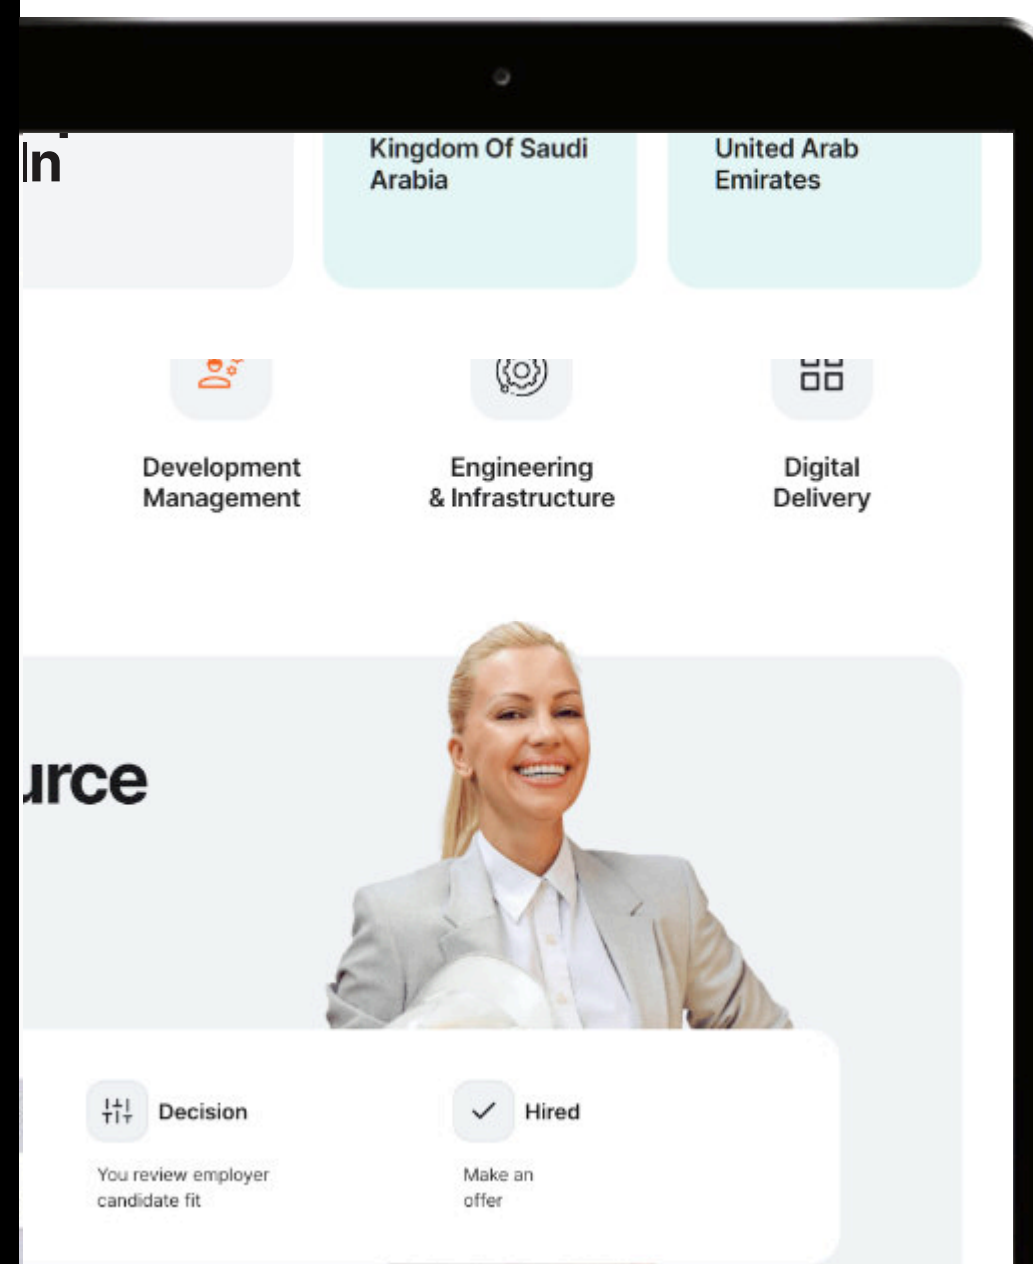 In
Kingdom Of Saudi
Arabia
United Arab
Emirates
Development
Management
Engineering
& Infrastructure
Digital
Delivery
urce
Decision
You review employer
candidate fit
Hired
Make an
offer